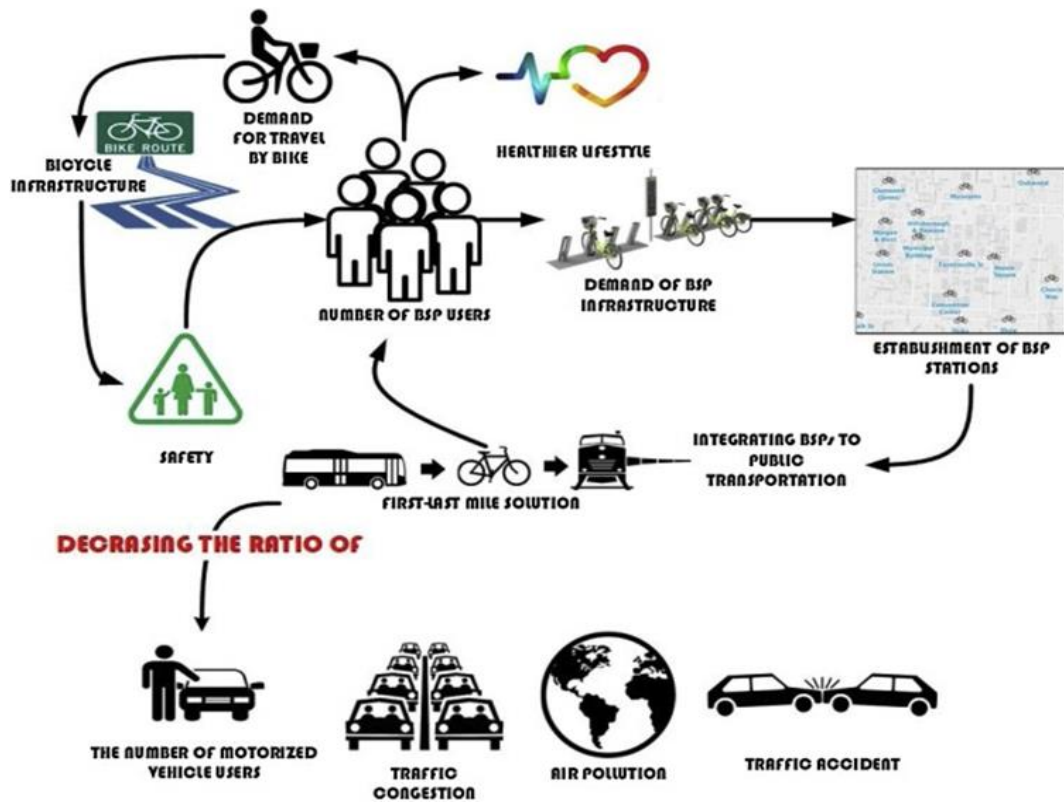 DEMAND
FOR TRAVEL
BY BIKE
BIKE ROUTE
BICYCLE
INFRASTRUCTURE
HEALTHIER LIFESTYLE
NUMBER OF BSP USERS
DEMAND OF BSP
INFRASTRUCTURE
ESTABLISHMENT OF BSP
STATIONS
SAFETY
INTEGRATING BSPs TO
PUBLIC
TRANSPORTATION
FIRST-LAST MILE SOLUTION
DECRASING THE RATIO OF
THE NUMBER OF MOTORIZED
VEHICLE USERS
TRAFFIC
CONGESTION
AIR POLLUTION
TRAFFIC ACCIDENT